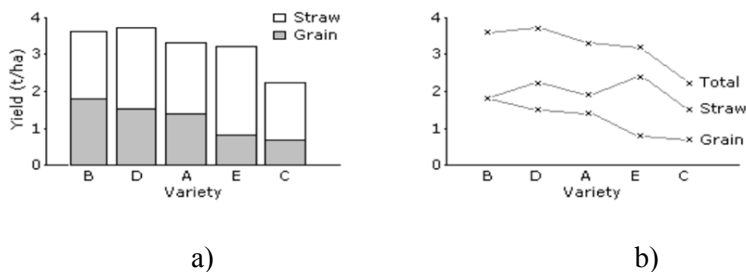 4
3
2
1
0
Yield (t/ha)
Straw
Grain
B D A E C
Variety
a)
4
3
2
1
0
Total
Straw
Grain
B D A E C
Variety
b)